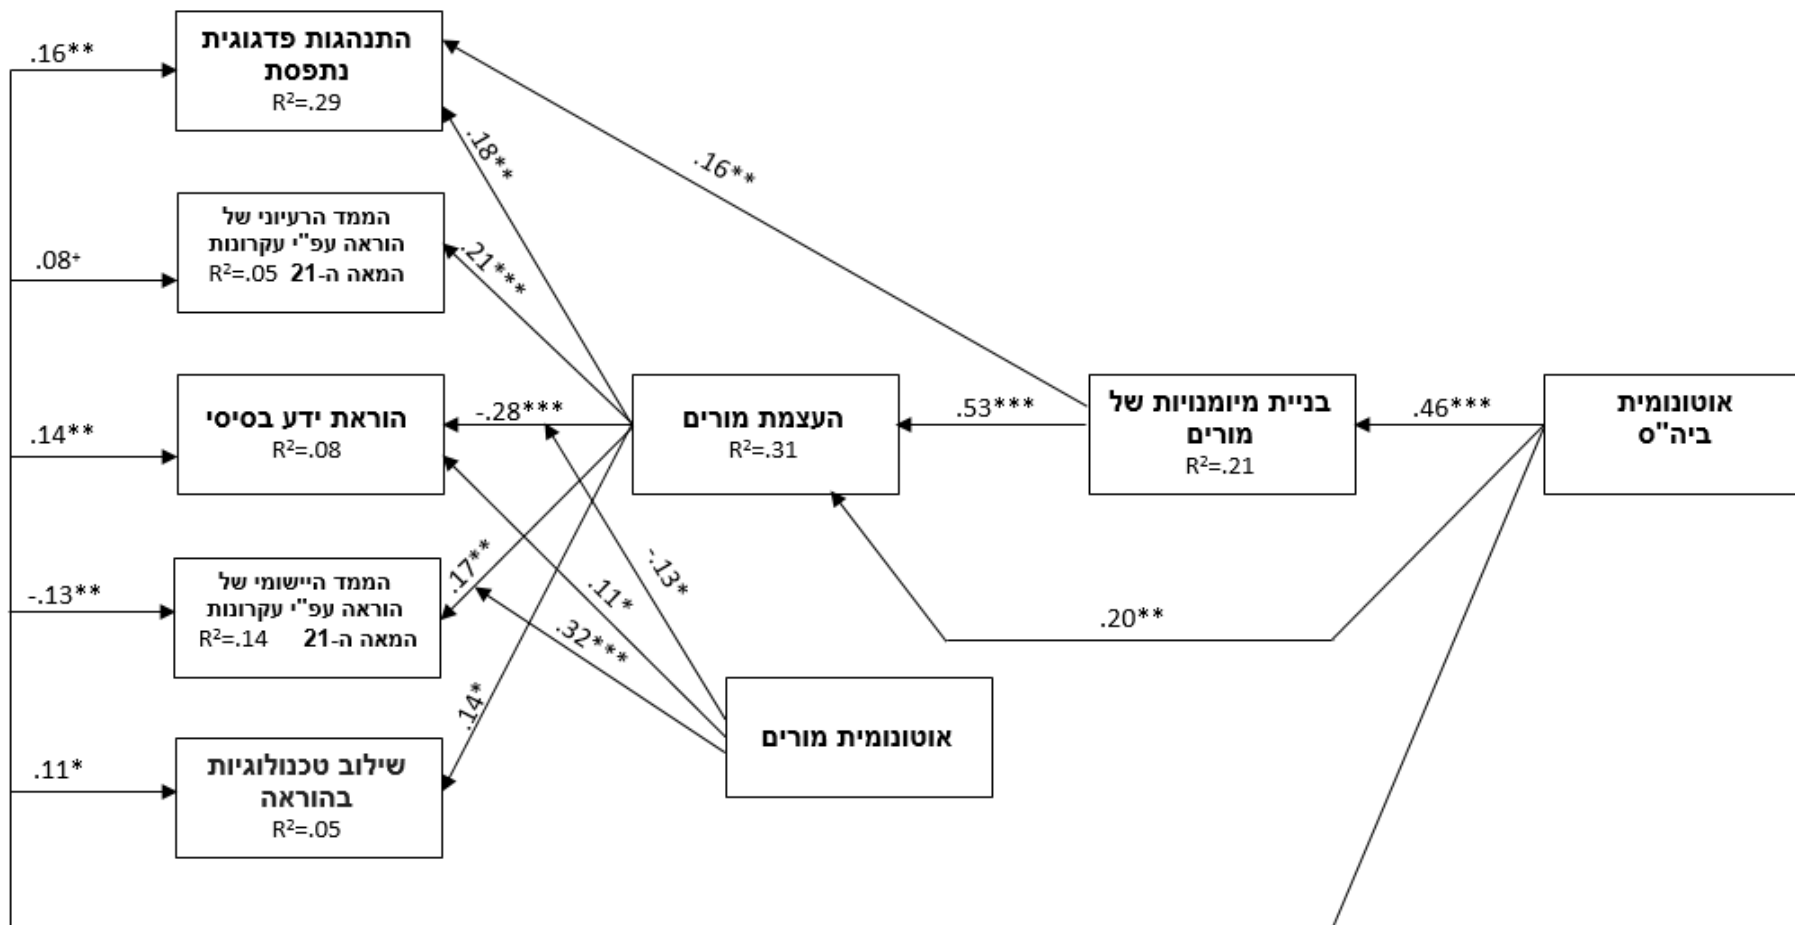 התנהגות פדגוגית
נתפסת
R²=.29
.16**
.18**
.16**
הממד הרעיוני של
הוראה עפ"י עקרונות
המאה ה-21 R²=.05
.08⁺
.21***
אוטונומית
ביה"ס
.46***
בניית מיומנויות של
מורים
R²=.21
.53***
העצמת מורים
R²=.31
-.28***
הוראת ידע בסיסי
R²=.08
.14**
הממד היישומי של
הוראה עפ"י עקרונות
המאה ה-21 R²=.14
-.13**
.17**
-.13*
.11*
.32***
.20**
אוטונומית מורים
.14*
שילוב טכנולוגיות
בהוראה
R²=.05
.11*